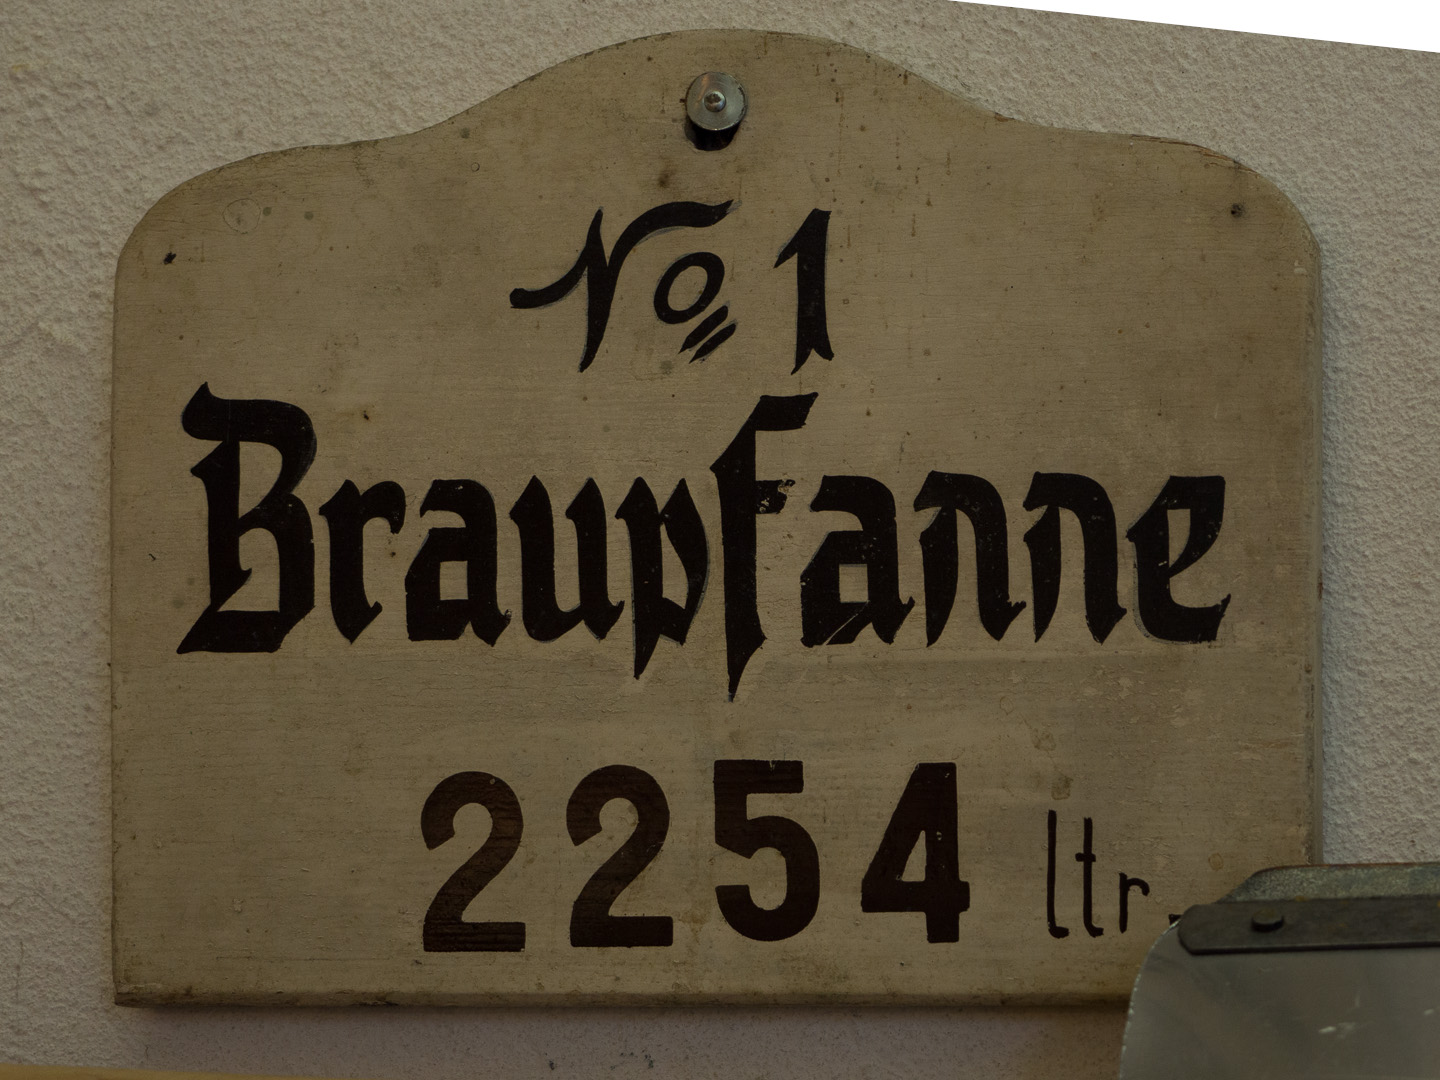 No 1
Braupfanne
2254 ltr.